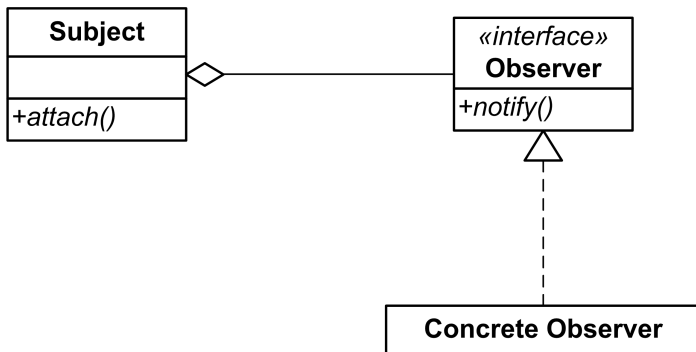 Subject
+attach()
«interface»
Observer
+notify()
Concrete Observer